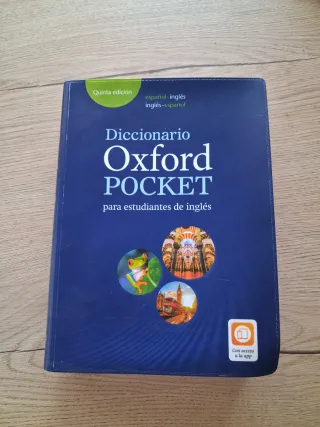 Quinta edición
español–inglés
inglés–español
Diccionario
Oxford
POCKET
para estudiantes de inglés
Con acceso
a la app